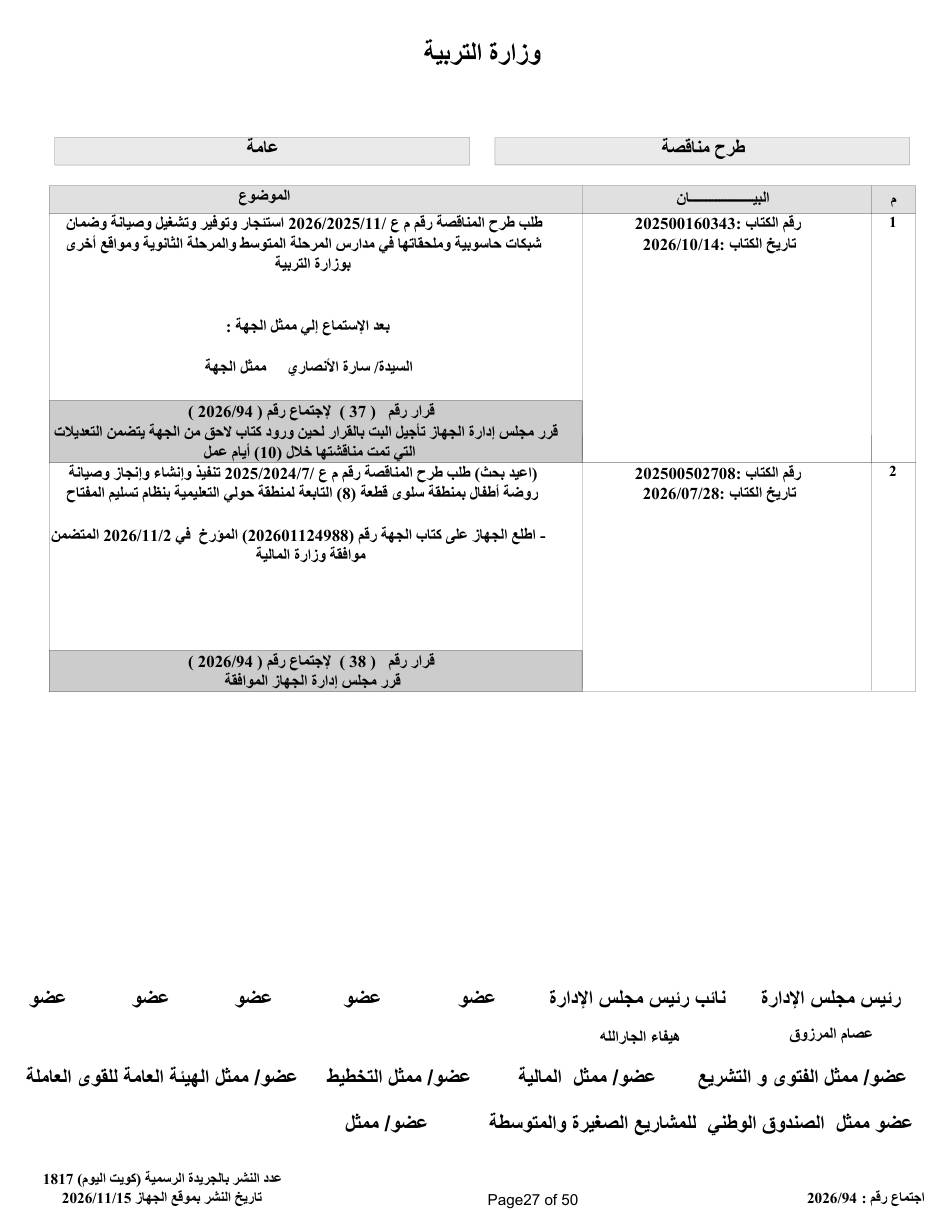 وزارة التربية
طرح مناقصة
عامة
م
البيـــــــــــــان
الموضوع
1
رقم الكتاب :202500160343
تاريخ الكتاب :2026/10/14
طلب طرح المناقصة رقم م ع /2026/2025/11 استئجار وتوفير وتشغيل وصيانة وضمان
شبكات حاسوبية وملحقاتها في مدارس المرحلة المتوسط والمرحلة الثانوية ومواقع أخرى
بوزارة التربية
بعد الإستماع إلي ممثل الجهة :
السيدة/ سارة الأنصاري ممثل الجهة
قرار رقم ( 37 ) لإجتماع رقم ( 2026/94 )
قرر مجلس إدارة الجهاز تأجيل البت بالقرار لحين ورود كتاب لاحق من الجهة يتضمن التعديلات
التي تمت مناقشتها خلال (10) أيام عمل
2
رقم الكتاب :202500502708
تاريخ الكتاب :2026/07/28
(اعيد بحث) طلب طرح المناقصة رقم م ع /2025/2024/7 تنفيذ وإنشاء وإنجاز وصيانة
روضة أطفال بمنطقة سلوى قطعة (8) التابعة لمنطقة حولي التعليمية بنظام تسليم المفتاح
- اطلع الجهاز على كتاب الجهة رقم (202601124988) المؤرخ في 2026/11/2 المتضمن
موافقة وزارة المالية
قرار رقم ( 38 ) لإجتماع رقم ( 2026/94 )
قرر مجلس إدارة الجهاز الموافقة
رئيس مجلس الإدارة نائب رئيس مجلس الإدارة عضو عضو عضو عضو عضو
عصام المرزوق هيفاء الجارالله
عضو/ ممثل الفتوى و التشريع عضو/ ممثل المالية عضو/ ممثل التخطيط عضو/ ممثل الهيئة العامة للقوى العاملة
عضو ممثل الصندوق الوطني للمشاريع الصغيرة والمتوسطة عضو/ ممثل
اجتماع رقم : 2026/94
Page27 of 50
عدد النشر بالجريدة الرسمية (كويت اليوم) 1817
تاريخ النشر بموقع الجهاز 2026/11/15